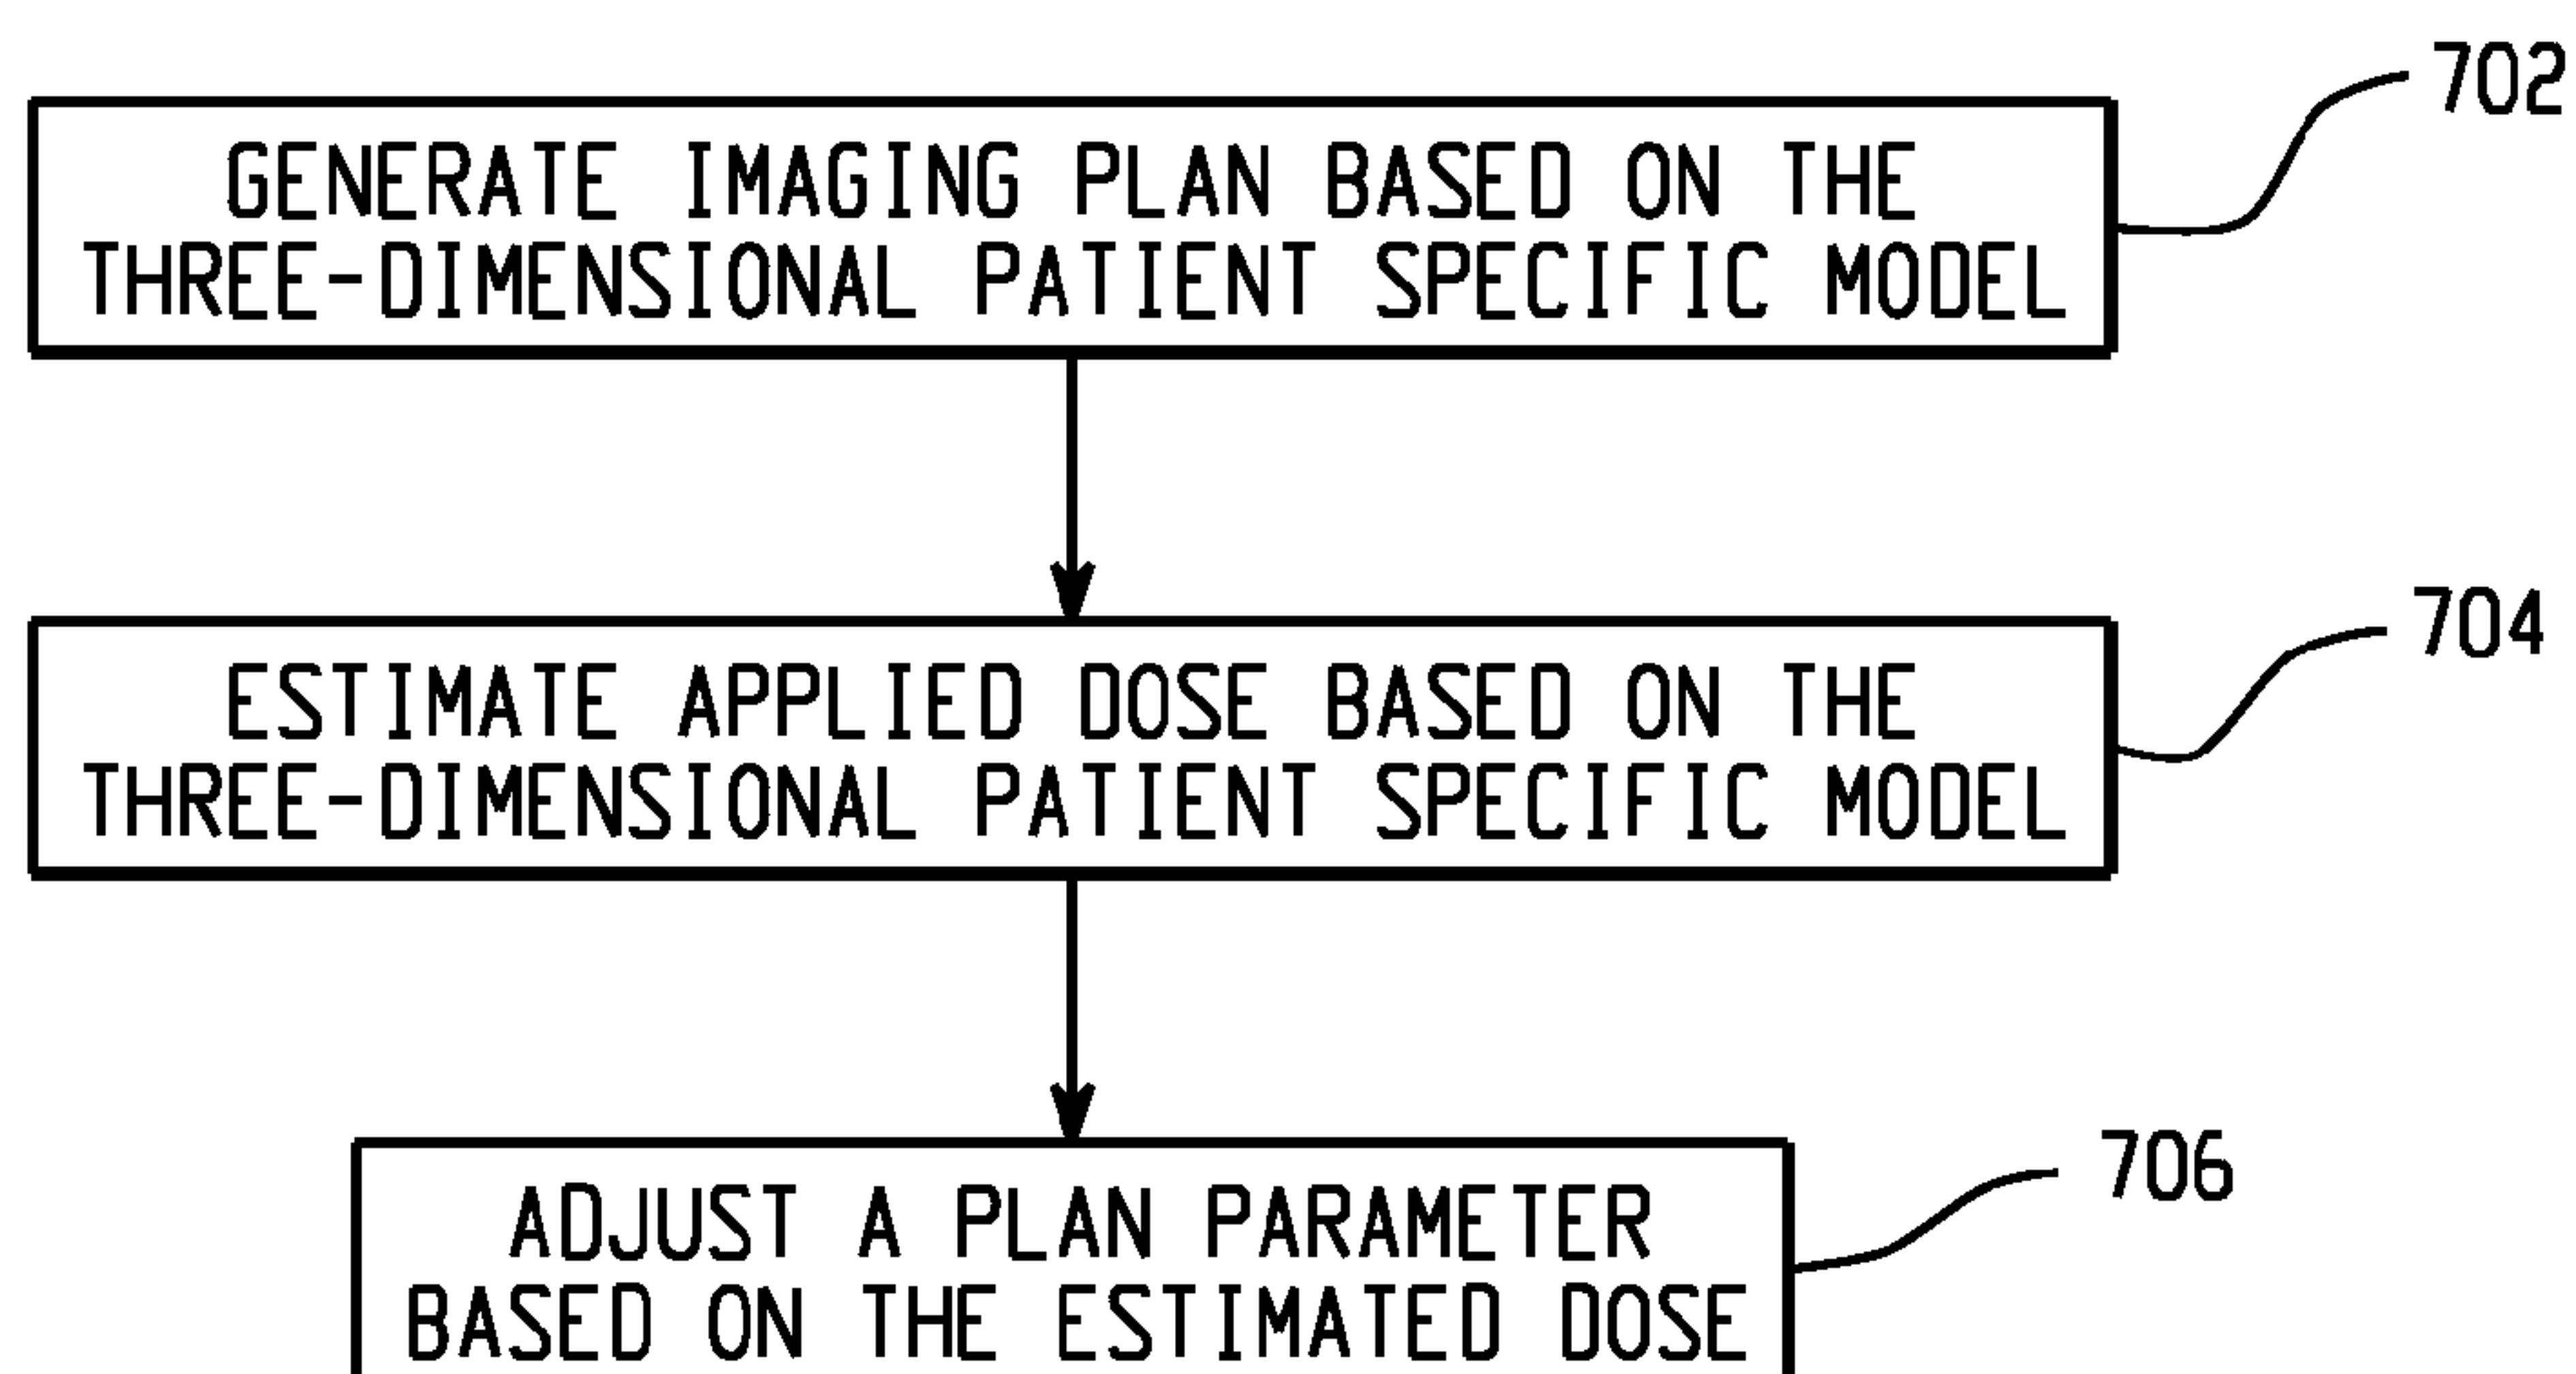 702
GENERATE IMAGING PLAN BASED ON THE
THREE-DIMENSIONAL PATIENT SPECIFIC MODEL
704
ESTIMATE APPLIED DOSE BASED ON THE
THREE-DIMENSIONAL PATIENT SPECIFIC MODEL
706
ADJUST A PLAN PARAMETER
BASED ON THE ESTIMATED DOSE